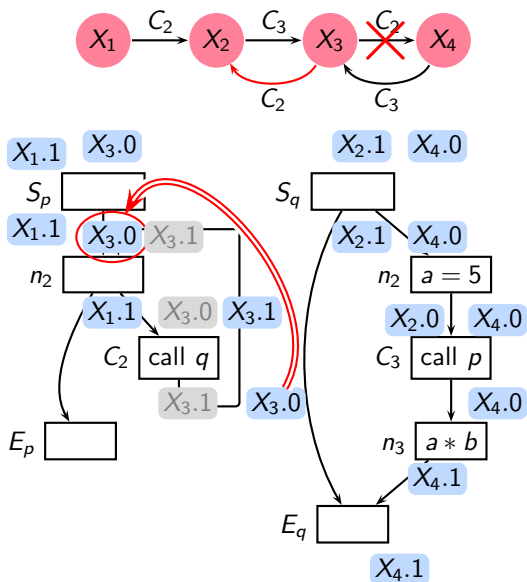 C2 C3 C2
X1 X2 X3 X4
C2 C3
X1.1 X3.0 X2.1 X4.0
Sp Sq
X1.1 X3.0 X3.1 X2.1 X4.0
n2 n2 a = 5
X1.1 X3.0 X3.1 X2.0 X4.0
C2 call q C3 call p
X3.1 X3.0 X4.0
Ep n3 a ∗ b
X4.1
Eq
X4.1